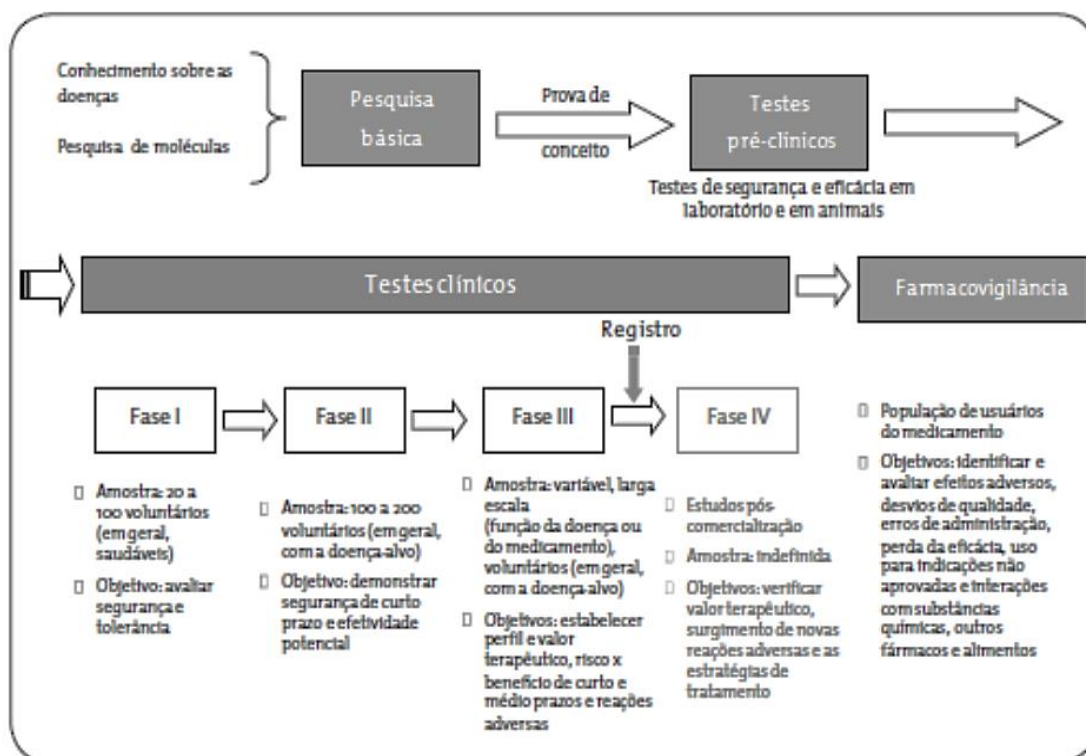 Conhecimento sobre as
doenças
Pesquisa de moléculas
Pesquisa
básica
Prova de
conceito
Testes
pré-clínicos
Testes de segurança e eficácia em
laboratório e em animais
Testes clínicos
Farmacovigilância
Registro
Fase I
Fase II
Fase III
Fase IV
Amostra: 20 a
100 voluntários
(em geral,
saudáveis)
Objetivo: avaliar
segurança e
tolerância
Amostra: 100 a 200
voluntários (em geral,
com a doença-alvo)
Objetivo: demonstrar
segurança de curto
prazo e efetividade
potencial
Amostra: variável, larga
escala
(função da doença ou
do medicamento),
voluntários (em geral,
com a doença-alvo)
Objetivos: estabelecer
perfil e valor
terapêutico, risco x
benefício de curto e
médio prazos e reações
adversas
Estudos pós-
comercialização
Amostra: indefinida
Objetivos: verificar
valor terapêutico,
surgimento de novas
reações adversas e as
estratégias de
tratamento
População de usuários
do medicamento
Objetivos: identificar e
avaliar efeitos adversos,
desvios de qualidade,
erros de administração,
perda da eficácia, uso
para indicações não
aprovadas e interações
com substâncias
químicas, outros
fármacos e alimentos